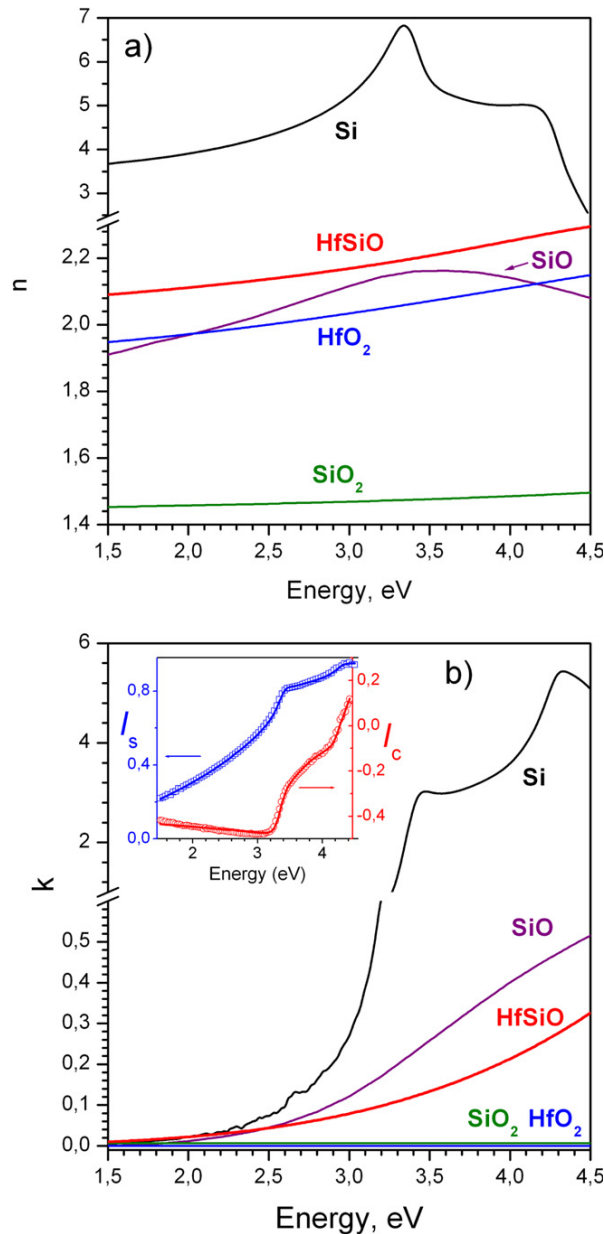 a)
7
6
5
4
3
Si
HfSiO
SiO
HfO2
SiO2
n
2,2
2,0
1,8
1,6
1,4
1,5 2,0 2,5 3,0 3,5 4,0 4,5
Energy, eV
b)
6
4
2
0,5
0,4
0,3
0,2
0,1
0,0
k
0,8
0,4
0,0
Is
0,2
0,0
-0,2
-0,4
Ic
2 3 4
Energy (eV)
Si
SiO
HfSiO
SiO2 HfO2
1,5 2,0 2,5 3,0 3,5 4,0 4,5
Energy, eV